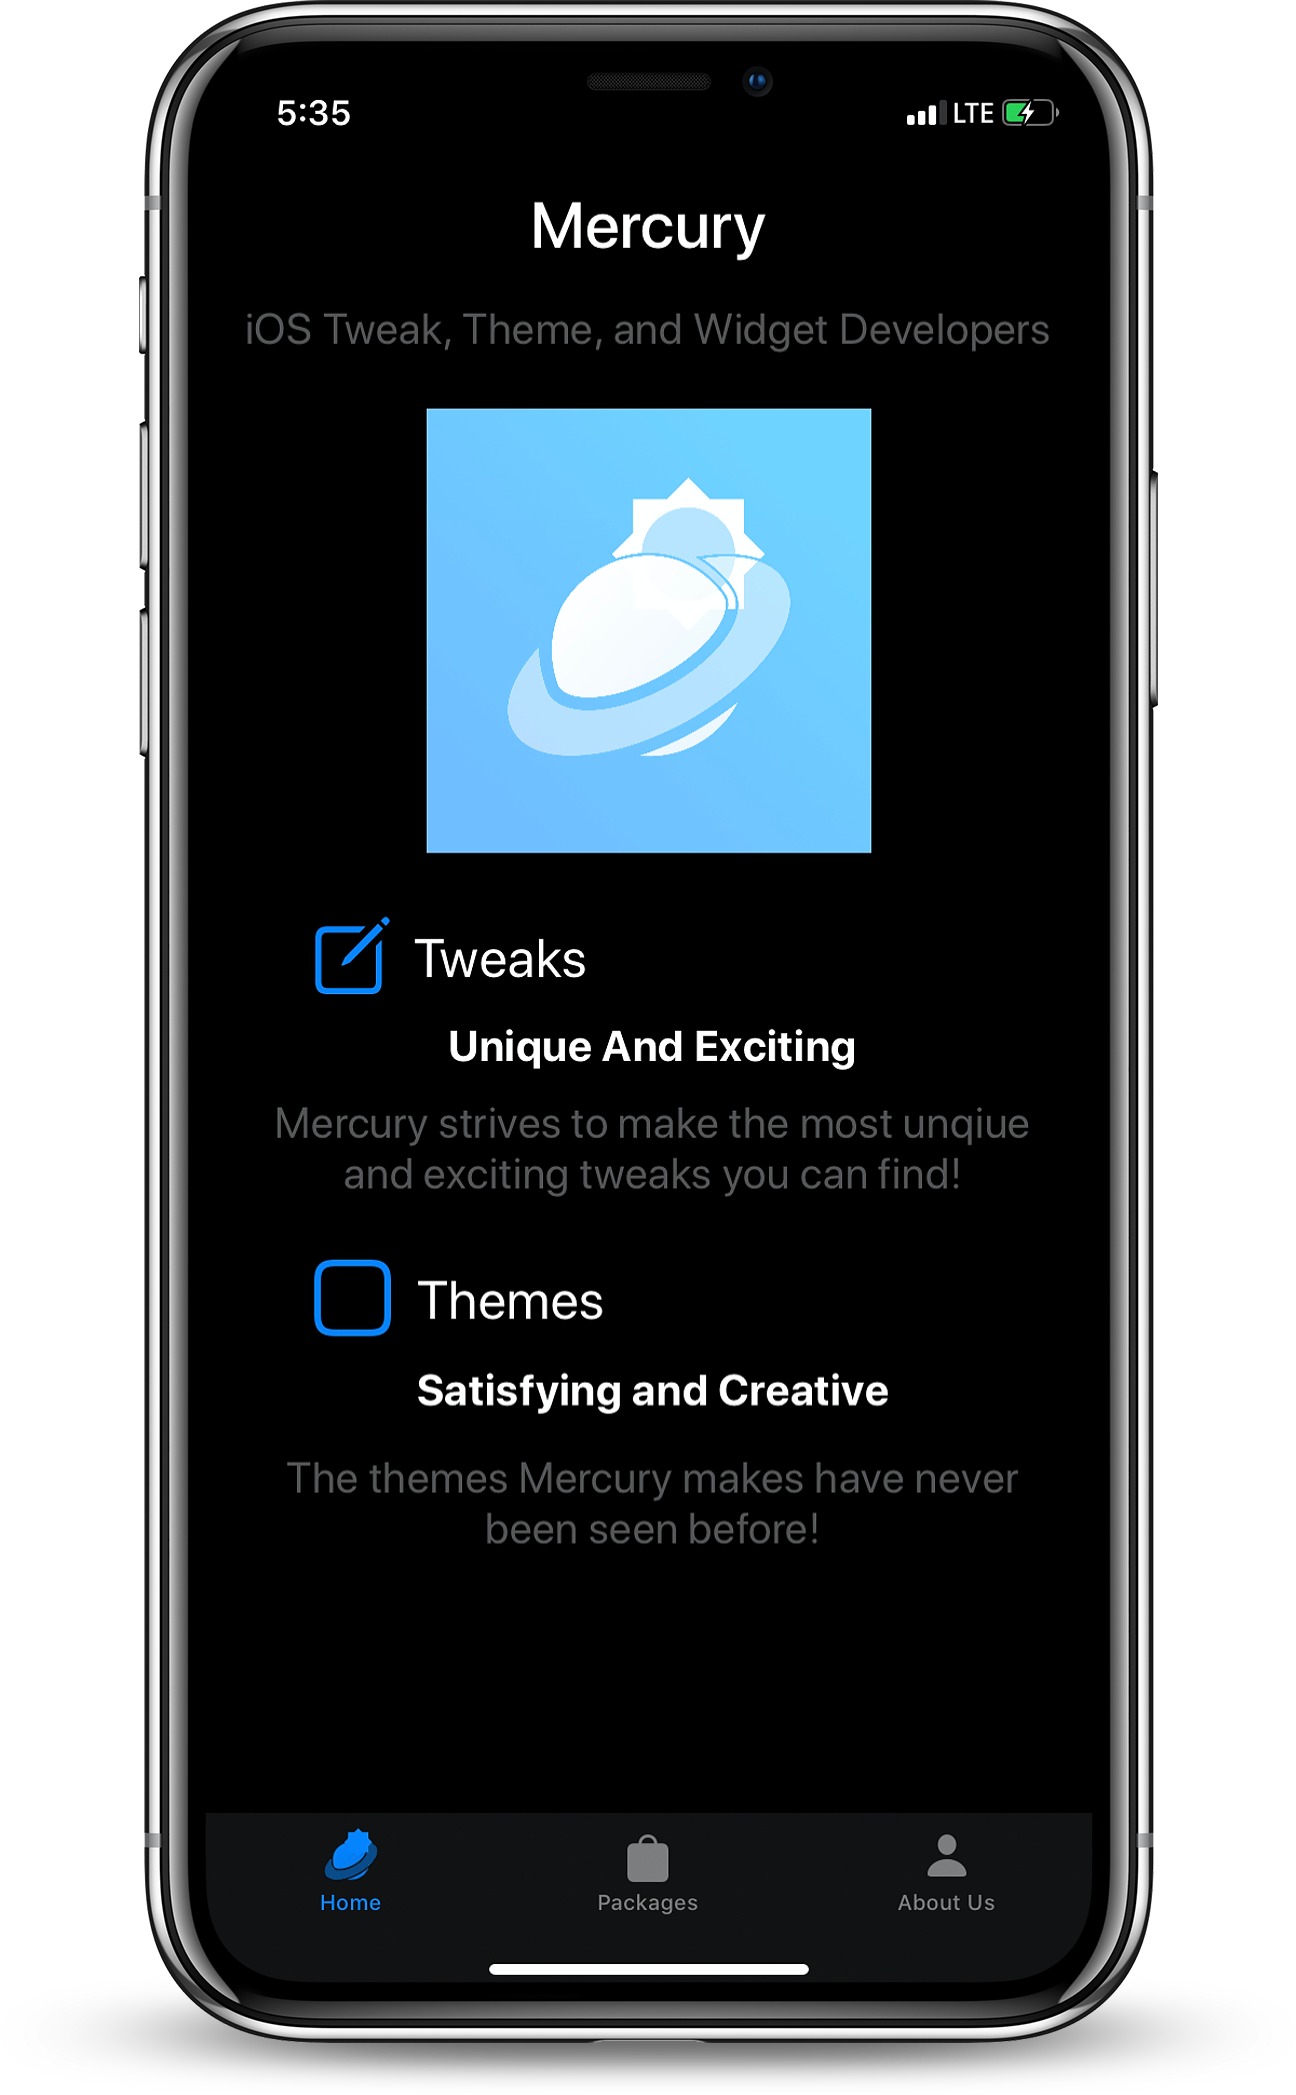 5:35
LTE
Mercury
iOS Tweak, Theme, and Widget Developers
Tweaks
Unique And Exciting
Mercury strives to make the most unqiue
and exciting tweaks you can find!
Themes
Satisfying and Creative
The themes Mercury makes have never
been seen before!
Home
Packages
About Us